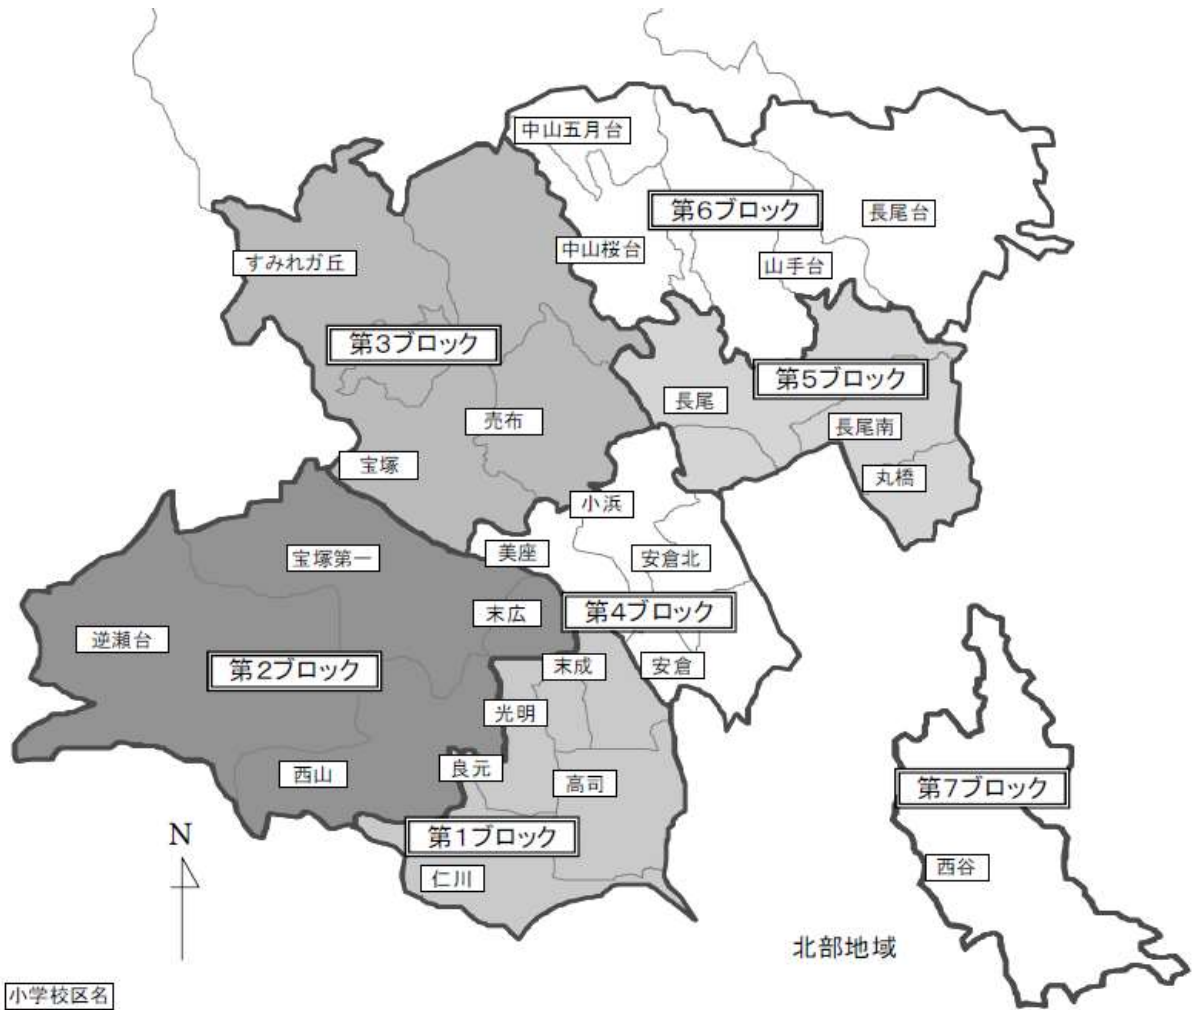 中山五月台
第6ブロック
長尾台
中山桜台
山手台
すみれガ丘
第3ブロック
第5ブロック
長尾
売布
長尾南
宝塚
丸橋
小浜
美座
宝塚第一
安倉北
末広
第4ブロック
逆瀬台
第2ブロック
末成
安倉
光明
西山
良元
高司
第7ブロック
N
第1ブロック
仁川
西谷
北部地域
小学校区名